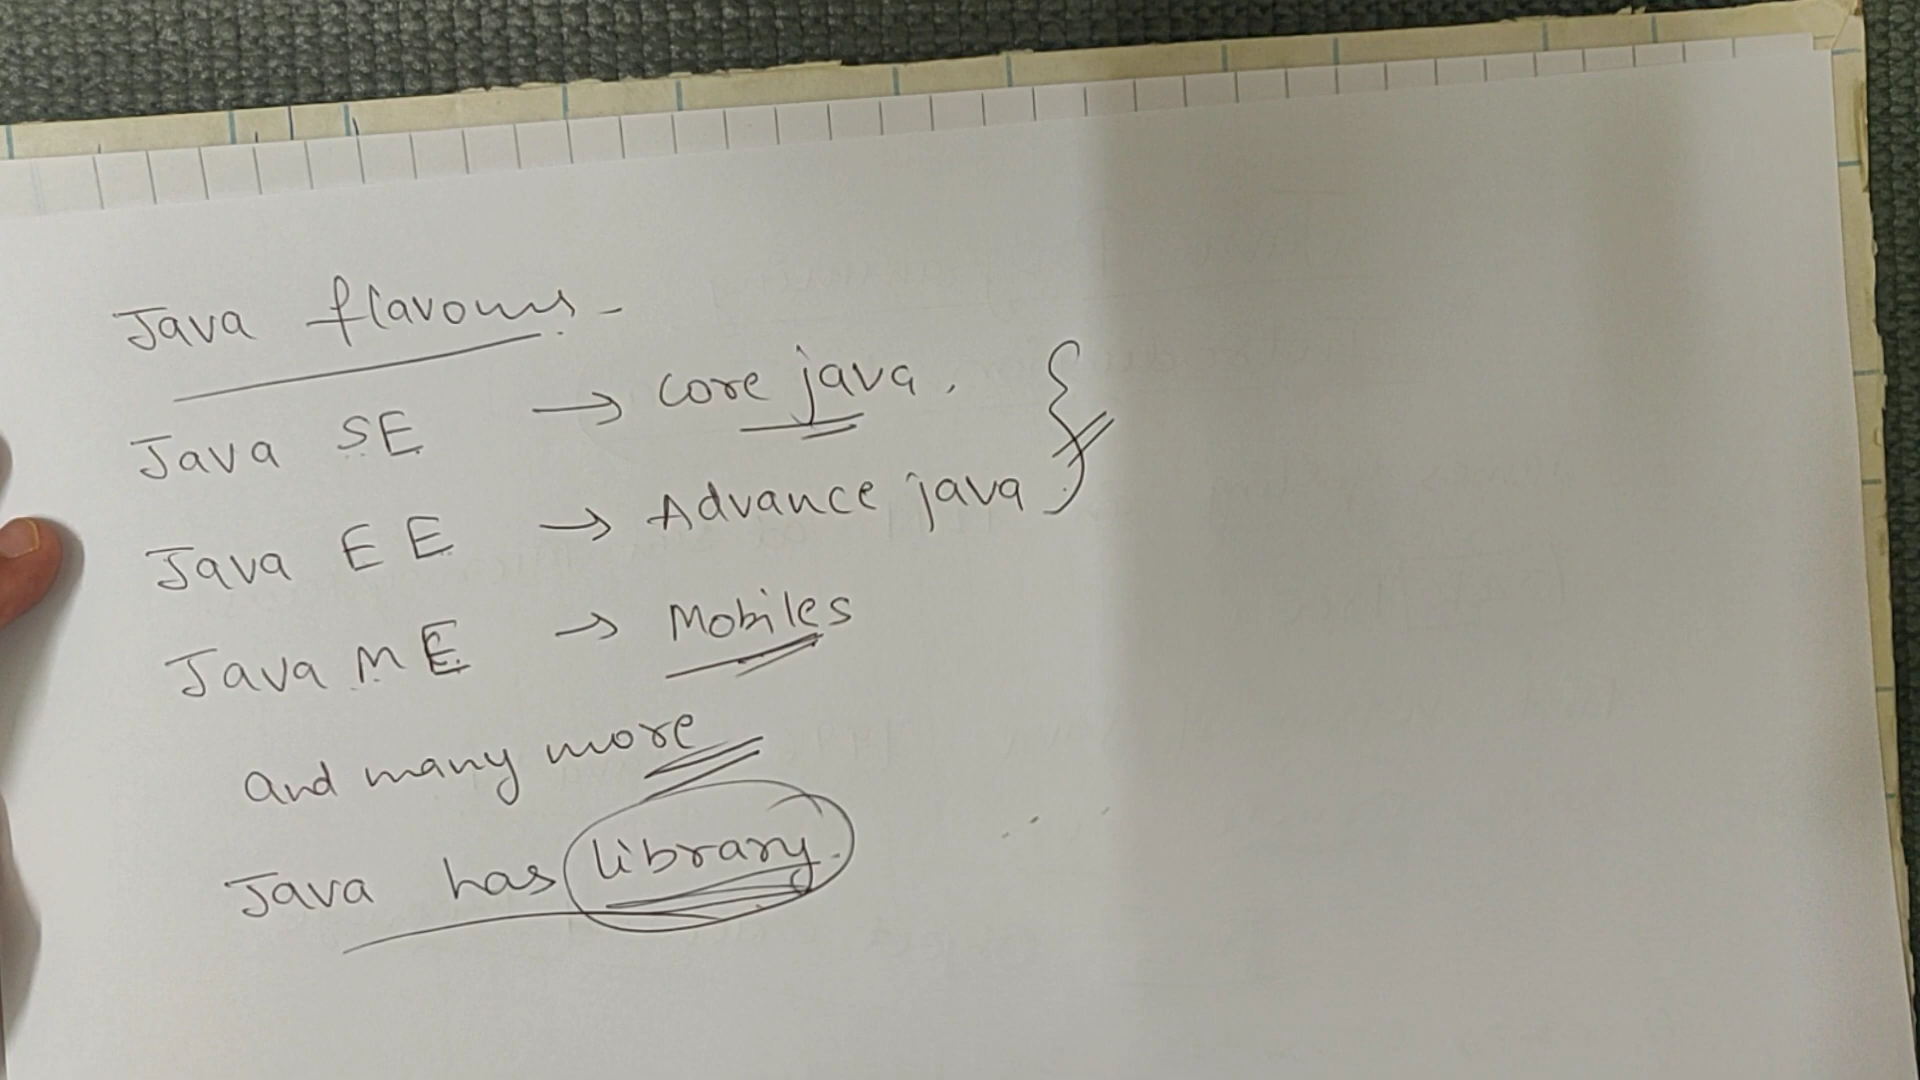 Java flavours -
Java SE → Core java.
Java EE → Advance java
Java ME → Mobiles
and many more
Java has library.